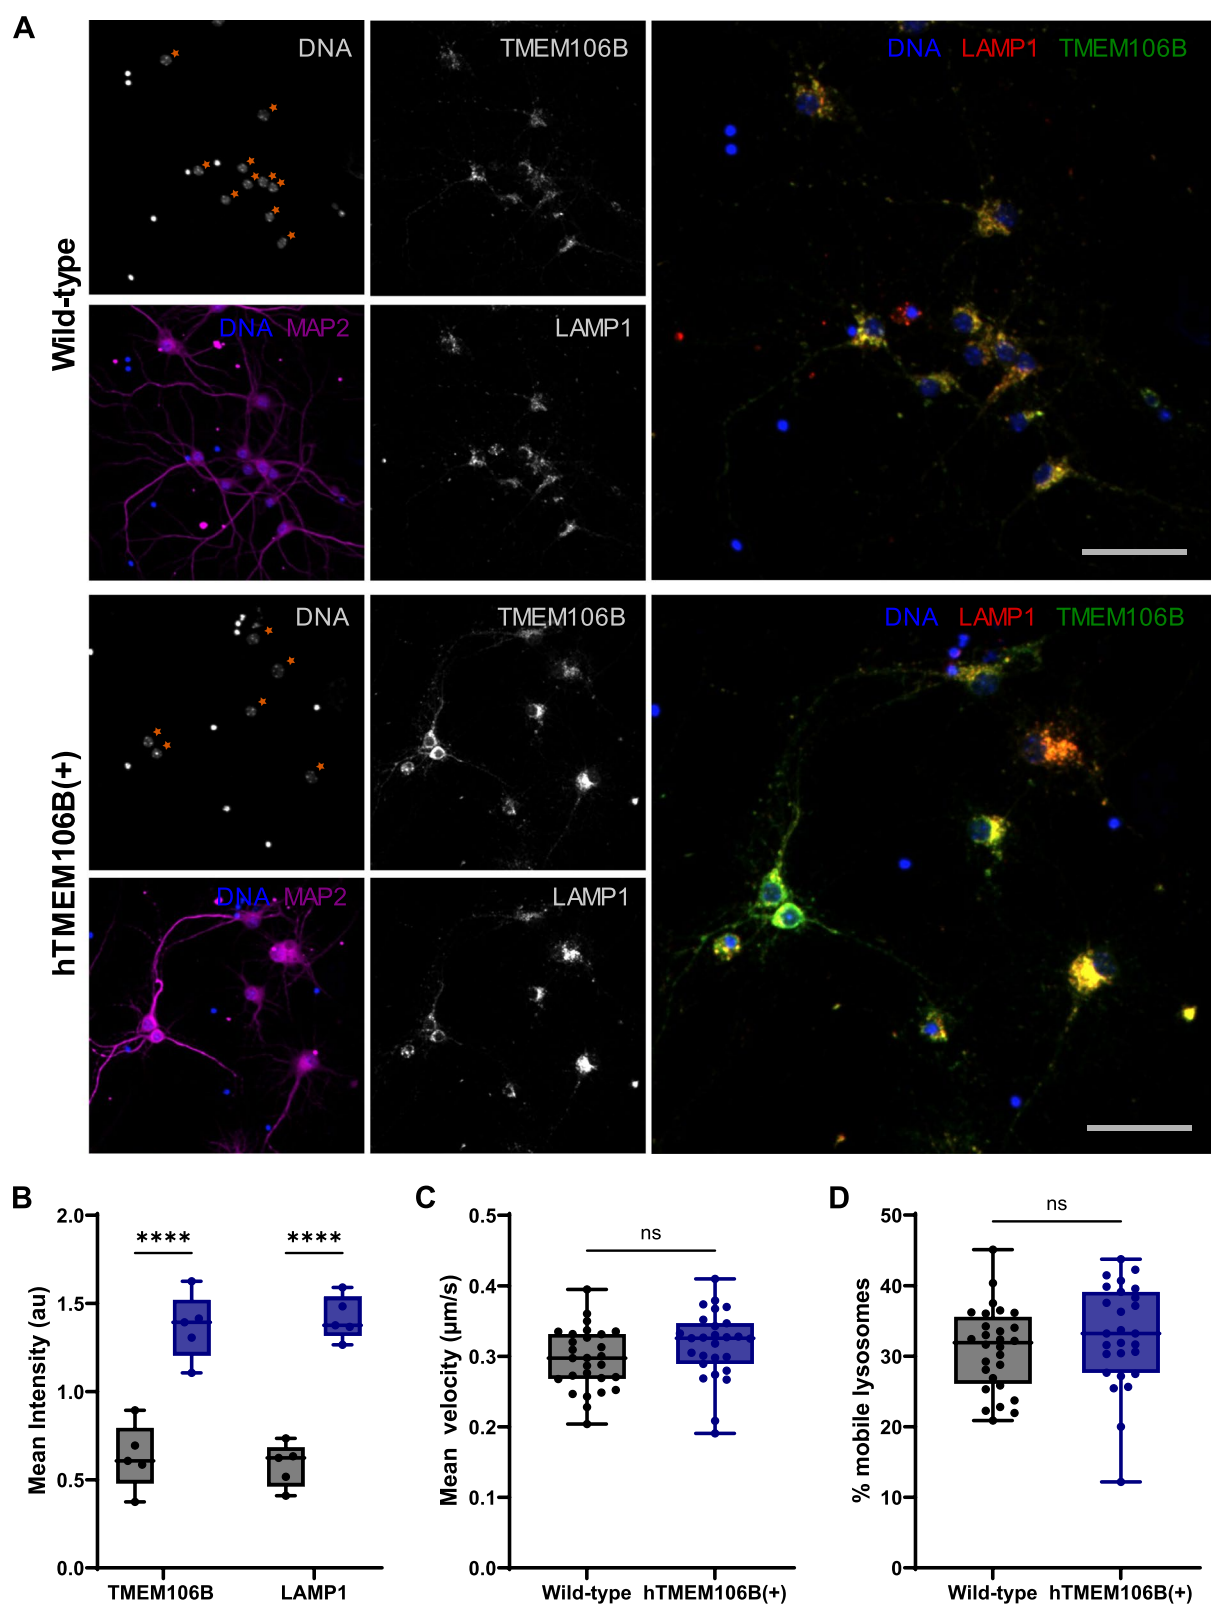 A
Wild-type
DNA
TMEM106B
DNA LAMP1 TMEM106B
DNA MAP2
LAMP1
hTMEM106B(+)
DNA
TMEM106B
DNA LAMP1 TMEM106B
DNA MAP2
LAMP1
B
Mean Intensity (au)
2.0
1.5
1.0
0.5
0.0
****
****
TMEM106B
LAMP1
C
Mean velocity (µm/s)
0.5
0.4
0.3
0.2
0.1
0.0
ns
Wild-type
hTMEM106B(+)
D
% mobile lysosomes
50
40
30
20
10
0
ns
Wild-type
hTMEM106B(+)